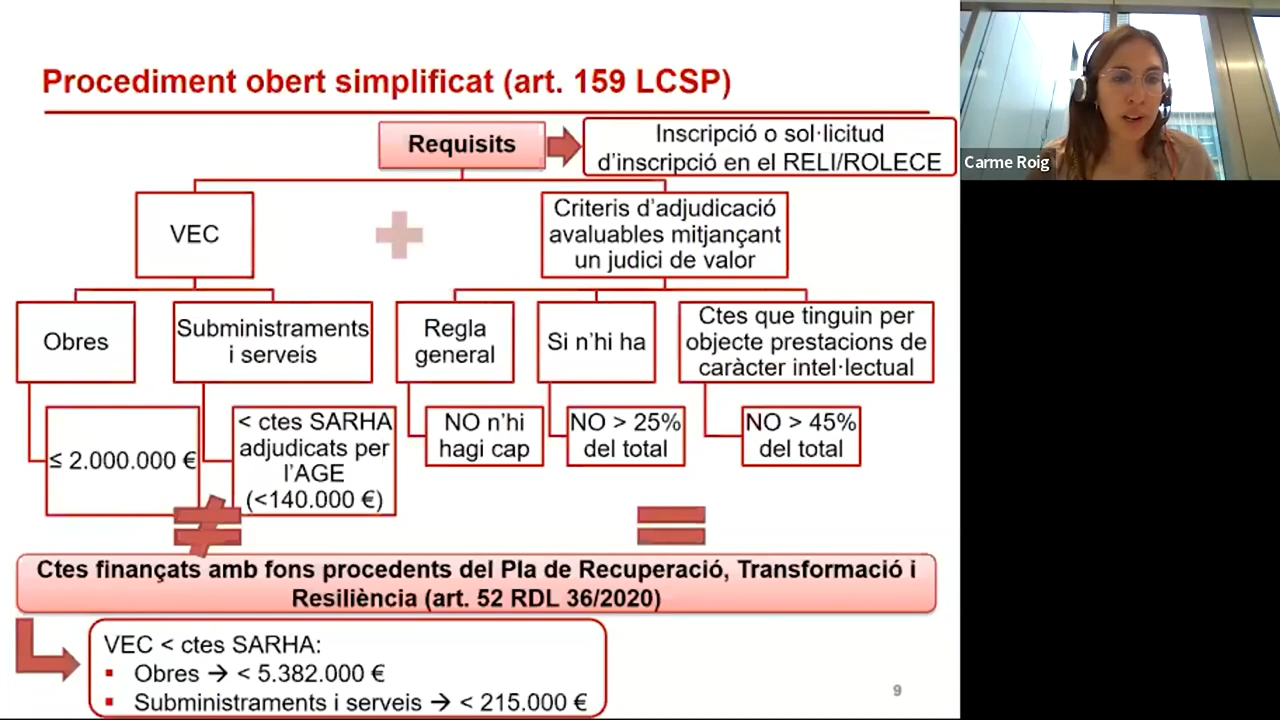 Procediment obert simplificat (art. 159 LCSP)
Requisits
Inscripció o sol·licitud
d'inscripció en el RELI/ROLECE
Carme Roig
VEC
Criteris d'adjudicació
avaluables mitjançant
un judici de valor
Obres
Subministraments
i serveis
Regla
general
Si n'hi ha
Ctes que tinguin per
objecte prestacions de
caràcter intel·lectual
≤ 2.000.000 €
< ctes SARHA
adjudicats per
l'AGE
(<140.000 €)
NO n'hi
hagi cap
NO > 25%
del total
NO > 45%
del total
≠
=
Ctes finançats amb fons procedents del Pla de Recuperació, Transformació i
Resiliència (art. 52 RDL 36/2020)
VEC < ctes SARHA:
▪ Obres → < 5.382.000 €
▪ Subministraments i serveis → < 215.000 €
9